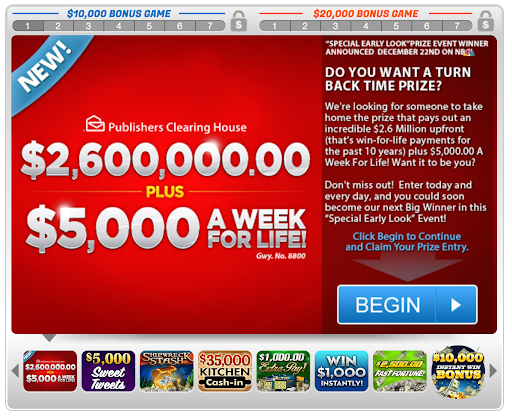 $10,000 BONUS GAME
$20,000 BONUS GAME
1 2 3 4 5 6 7 $
1 2 3 4 5 6 7 $
NEW!
Publishers Clearing House
$2,600,000.00
PLUS
$5,000 A WEEK
FOR LIFE!
Gwy. No. 8800
"SPECIAL EARLY LOOK"PRIZE EVENT WINNER
ANNOUNCED DECEMBER 22ND ON NBC
DO YOU WANT A TURN
BACK TIME PRIZE?
We're looking for someone to take
home the prize that pays out an
incredible $2.6 Million upfront
(that's win-for-life payments for
the past 10 years) plus $5,000.00 A
Week For Life! Want it to be you?
Don't miss out! Enter today and
every day, and you could soon
become our next Big Winner in this
"Special Early Look" Event!
Click Begin to Continue
and Claim Your Prize Entry.
BEGIN
$2,600,000.00
PLUS
$5,000 A WEEK
FOR LIFE!
$5,000
Sweet
Tweets
SHIPWRECK
STASH
$35,000
KITCHEN
Cash-in
$1,000.00
Extra Pay!
WIN
$1,000
INSTANTLY!
$2,500.00
FAST FORTUNE!
$10,000
INSTANT WIN
BONUS